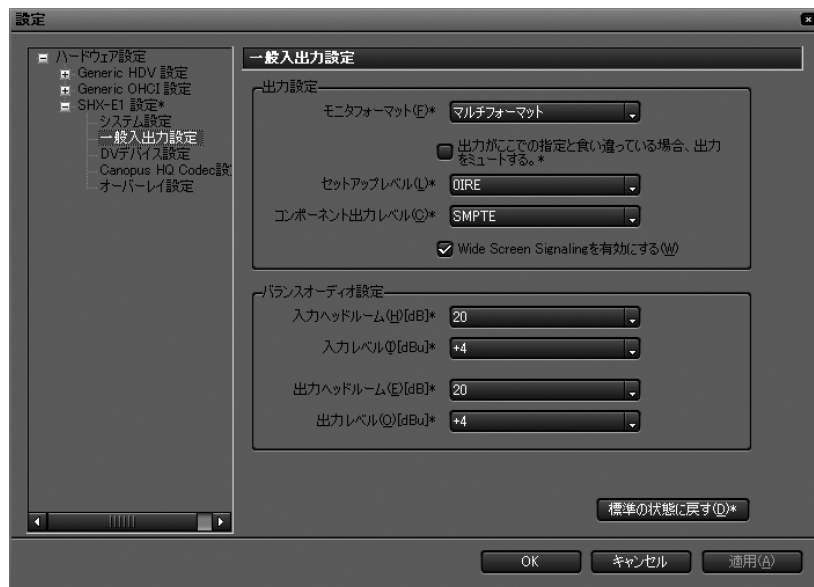 設定
ハードウェア設定
Generic HDV 設定
Generic OHCI 設定
SHX-E1 設定*
システム設定
一般入出力設定
DVデバイス設定
Canopus HQ Codec設
オーバーレイ設定
一般入出力設定
出力設定
モニタフォーマット(F)* マルチフォーマット
出力がここでの指定と食い違っている場合、出力
をミュートする。*
セットアップレベル(L)* 0IRE
コンポーネント出力レベル(C)* SMPTE
Wide Screen Signalingを有効にする(W)
バランスオーディオ設定
入力ヘッドルーム(H)[dB]* 20
入力レベル(I)[dBu]* +4
出力ヘッドルーム(E)[dB]* 20
出力レベル(O)[dBu]* +4
標準の状態に戻す(D)*
OK キャンセル 適用(A)